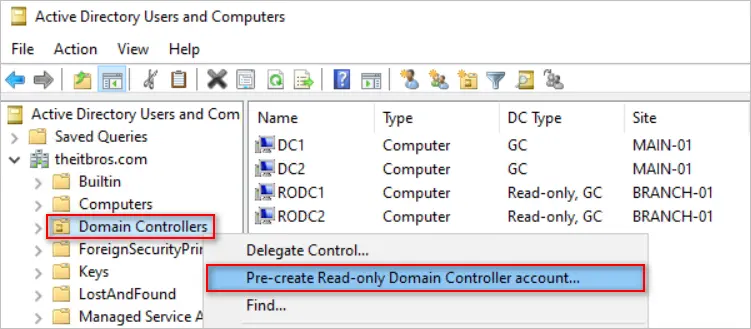 Active Directory Users and Computers
File Action View Help
Active Directory Users and Com
Saved Queries
theitbros.com
Builtin
Computers
Domain Controllers
ForeignSecurityPrin
Keys
LostAndFound
Managed Service A
Name Type DC Type Site
DC1 Computer GC MAIN-01
DC2 Computer GC MAIN-01
RODC1 Computer Read-only, GC BRANCH-01
RODC2 Computer Read-only, GC BRANCH-01
Delegate Control...
Pre-create Read-only Domain Controller account...
Find...